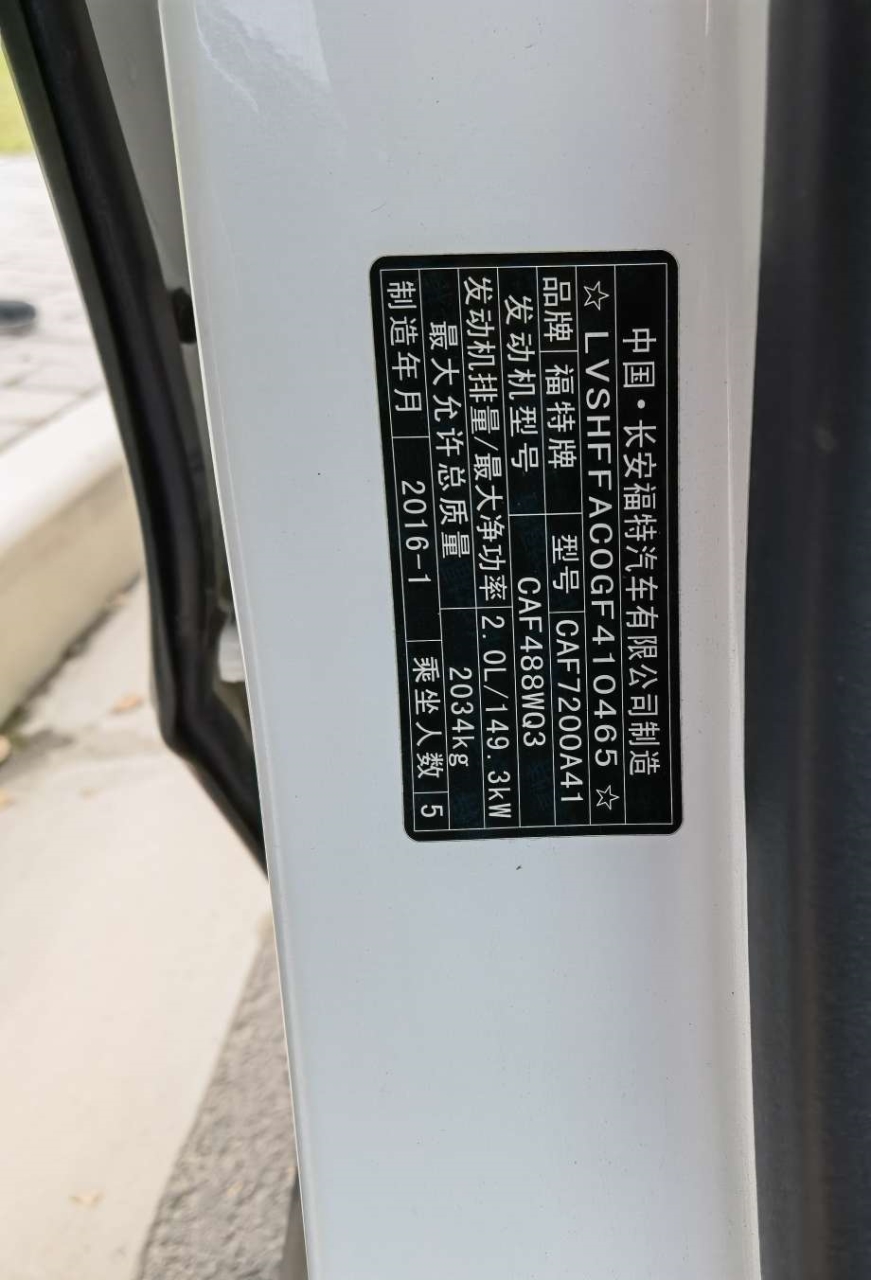 中国·长安福特汽车有限公司制造
☆ LVSHFFAC0GF410465 ☆
品牌 福特牌 型号 CAF7200A41
发动机型号 CAF488WQ3
发动机排量/最大净功率 2.0L/149.3kW
最大允许总质量 2034kg
制造年月 2016-1 乘坐人数 5